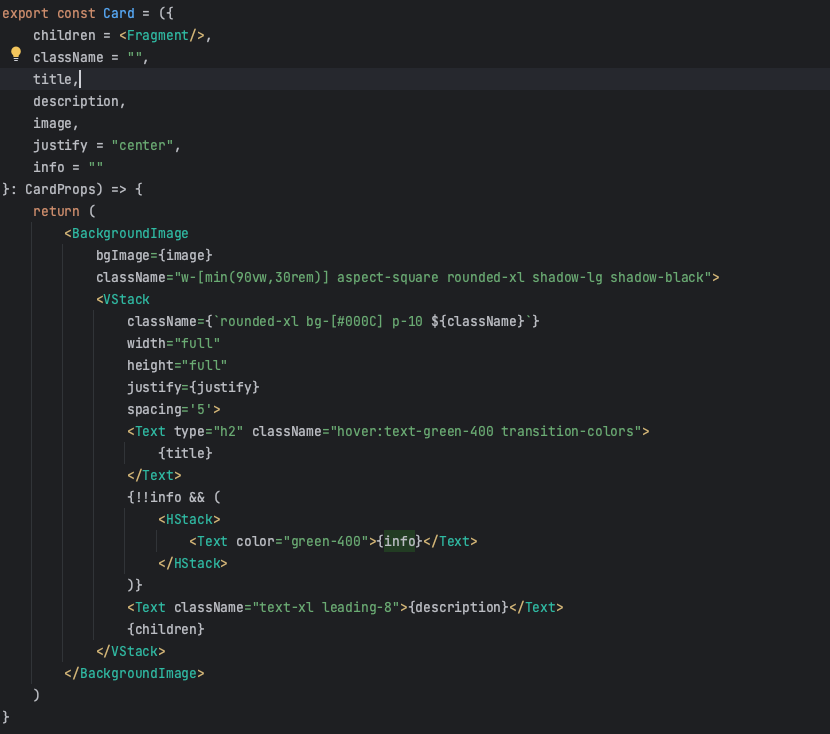 export const Card = ({
    children = <Fragment/>,
    className = "",
    title,
    description,
    image,
    justify = "center",
    info = ""
}: CardProps) => {
    return (
        <BackgroundImage
            bgImage={image}
            className="w-[min(90vw,30rem)] aspect-square rounded-xl shadow-lg shadow-black">
            <VStack
                className={`rounded-xl bg-[#000C] p-10 ${className}`}
                width="full"
                height="full"
                justify={justify}
                spacing='5'>
                <Text type="h2" className="hover:text-green-400 transition-colors">
                    {title}
                </Text>
                {!!info && (
                    <HStack>
                        <Text color="green-400">{info}</Text>
                    </HStack>
                )}
                <Text className="text-xl leading-8">{description}</Text>
                {children}
            </VStack>
        </BackgroundImage>
    )
}